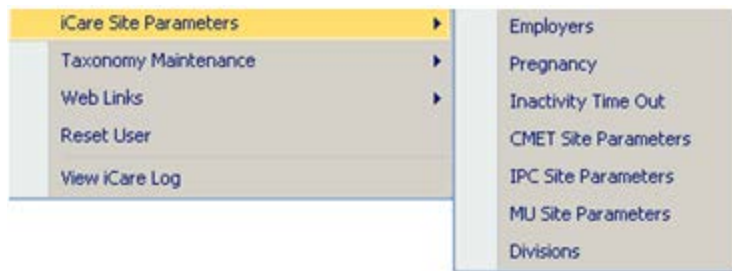 iCare Site Parameters
Taxonomy Maintenance
Web Links
Reset User
View iCare Log
Employers
Pregnancy
Inactivity Time Out
CMET Site Parameters
IPC Site Parameters
MU Site Parameters
Divisions